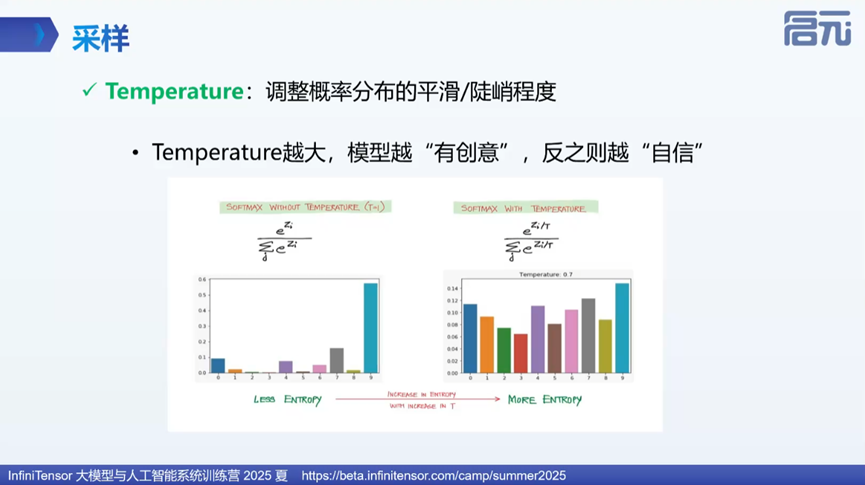 采样
启元
✓ Temperature：调整概率分布的平滑/陡峭程度
• Temperature越大，模型越“有创意”，反之则越“自信”
SOFTMAX WITHOUT TEMPERATURE (T=1)
SOFTMAX WITH TEMPERATURE
e^{z_i}
∑_j e^{z_i}
e^{z_i/T}
∑_j e^{z_i/T}
Temperature: 0.7
0.6
0.5
0.4
0.3
0.2
0.1
0.0
0 1 2 3 4 5 6 7 8 9
0.14
0.12
0.10
0.08
0.06
0.04
0.02
0.00
0 1 2 3 4 5 6 7 8 9
LESS ENTROPY
INCREASE IN ENTROPY
WITH INCREASE IN T
MORE ENTROPY
InfiniTensor 大模型与人工智能系统训练营 2025 夏 https://beta.infinitensor.com/camp/summer2025